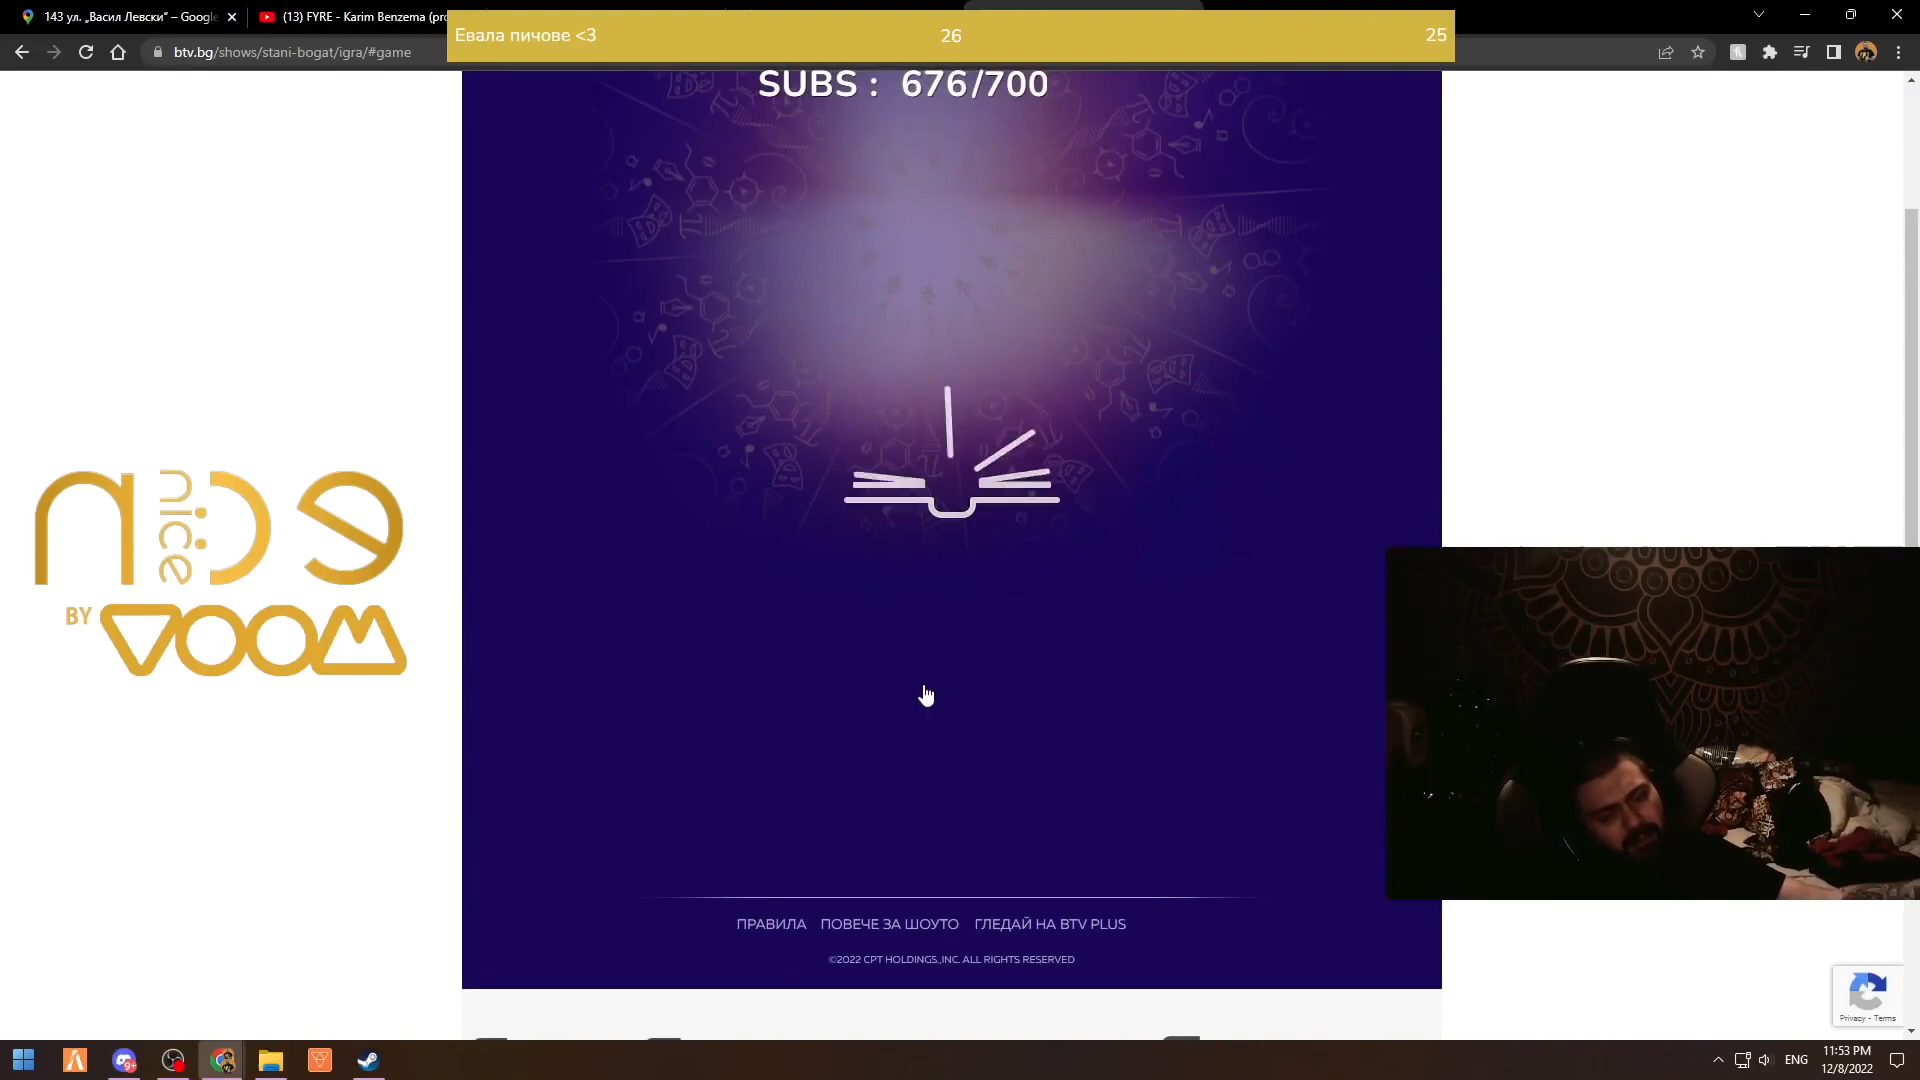 143 ул. „Васил Левски" – Google
(13) FYRE - Karim Benzema (pro
Евала пичове <3
26
25
btv.bg/shows/stani-bogat/igra/#game
SUBS : 676/700
nice
BY VOOM
ПРАВИЛА ПОВЕЧЕ ЗА ШОУТО ГЛЕДАЙ НА BTV PLUS
©2022 CPT HOLDINGS.,INC. ALL RIGHTS RESERVED
Privacy - Terms
9+
ENG
11:53 PM
12/8/2022